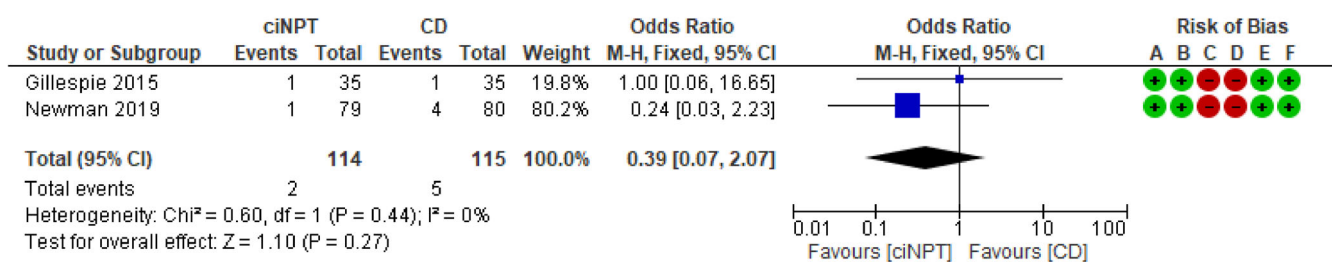 ciNPT CD Odds Ratio Odds Ratio Risk of Bias
Study or Subgroup Events Total Events Total Weight M-H, Fixed, 95% CI M-H, Fixed, 95% CI A B C D E F
Gillespie 2015 1 35 1 35 19.8% 1.00 [0.06, 16.65] + + − − + +
Newman 2019 1 79 4 80 80.2% 0.24 [0.03, 2.23] + + − − + +
Total (95% CI) 114 115 100.0% 0.39 [0.07, 2.07]
Total events 2 5
Heterogeneity: Chi² = 0.60, df = 1 (P = 0.44); I² = 0%
Test for overall effect: Z = 1.10 (P = 0.27)
0.01 0.1 1 10 100
Favours [ciNPT] Favours [CD]